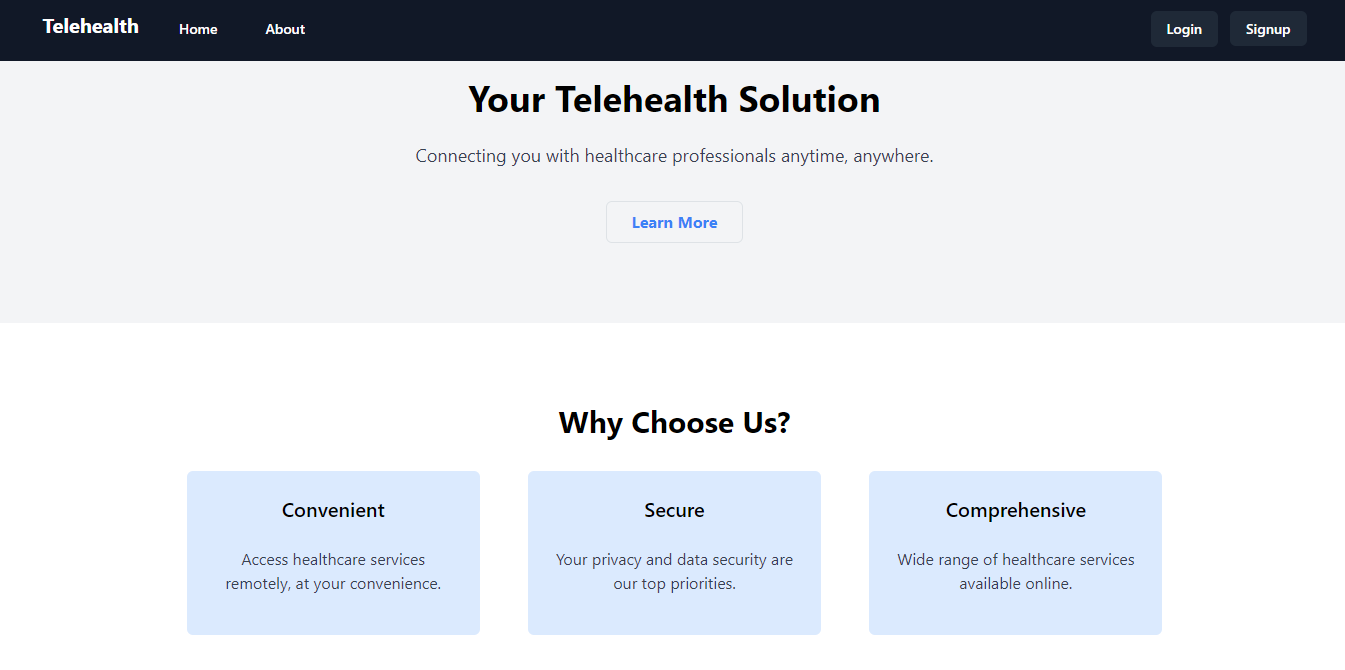 Telehealth Home About Login Signup
Your Telehealth Solution
Connecting you with healthcare professionals anytime, anywhere.
Learn More
Why Choose Us?
Convenient
Access healthcare services
remotely, at your convenience.
Secure
Your privacy and data security are
our top priorities.
Comprehensive
Wide range of healthcare services
available online.